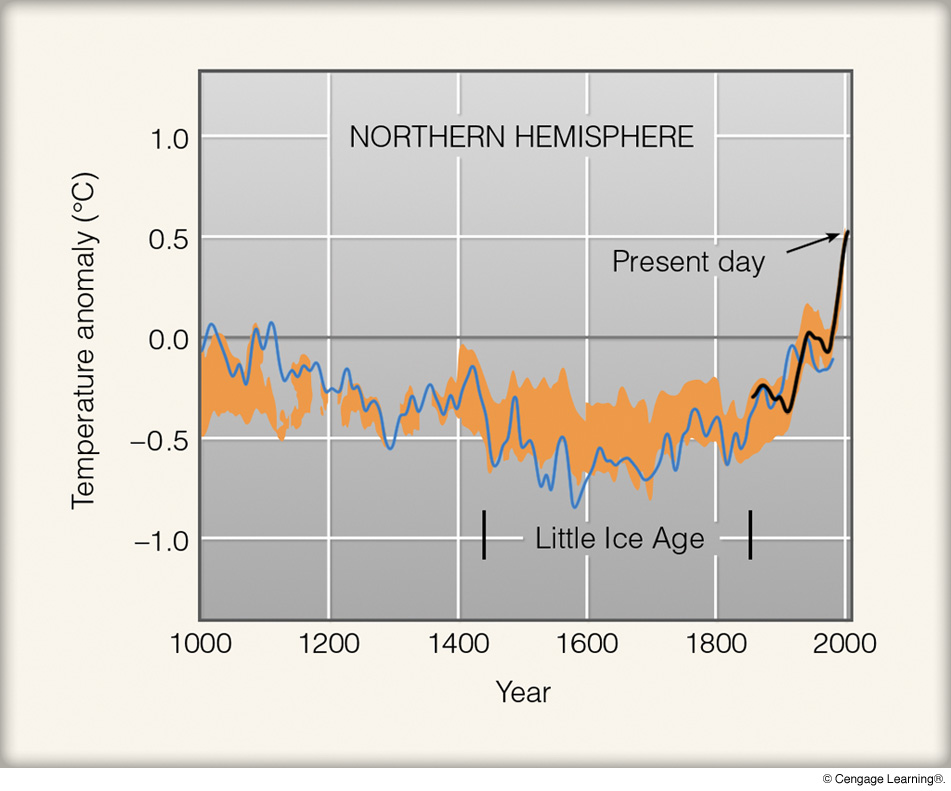 NORTHERN HEMISPHERE
1.0
0.5
0.0
–0.5
–1.0
Temperature anomaly (°C)
Present day
Little Ice Age
1000 1200 1400 1600 1800 2000
Year
© Cengage Learning®.